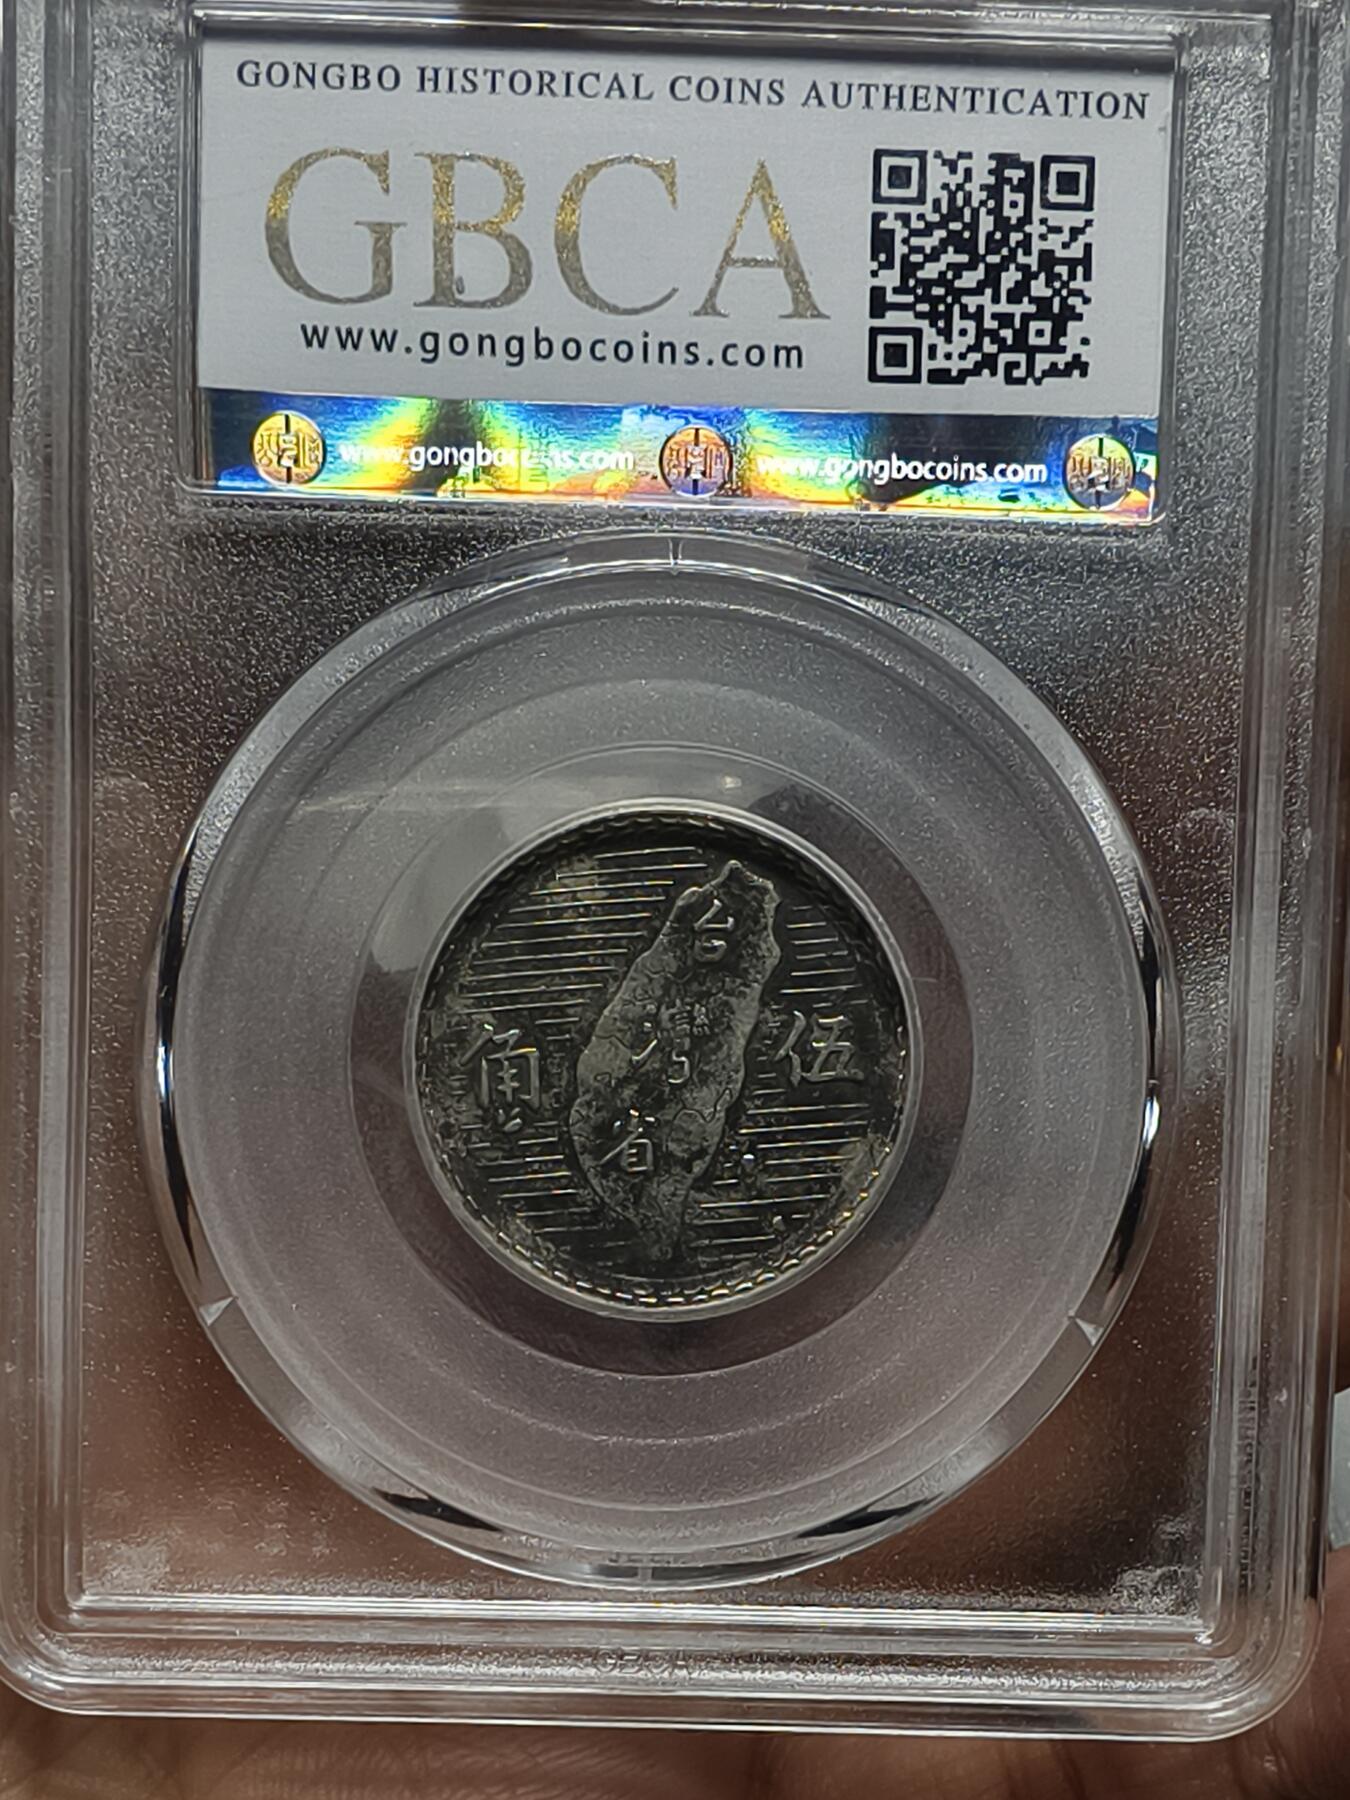 GONGBO HISTORICAL COINS AUTHENTICATION
GBCA
www.gongbocoins.com
www.gongbocoins.com www.gongbocoins.com
台
灣
省
角 伍